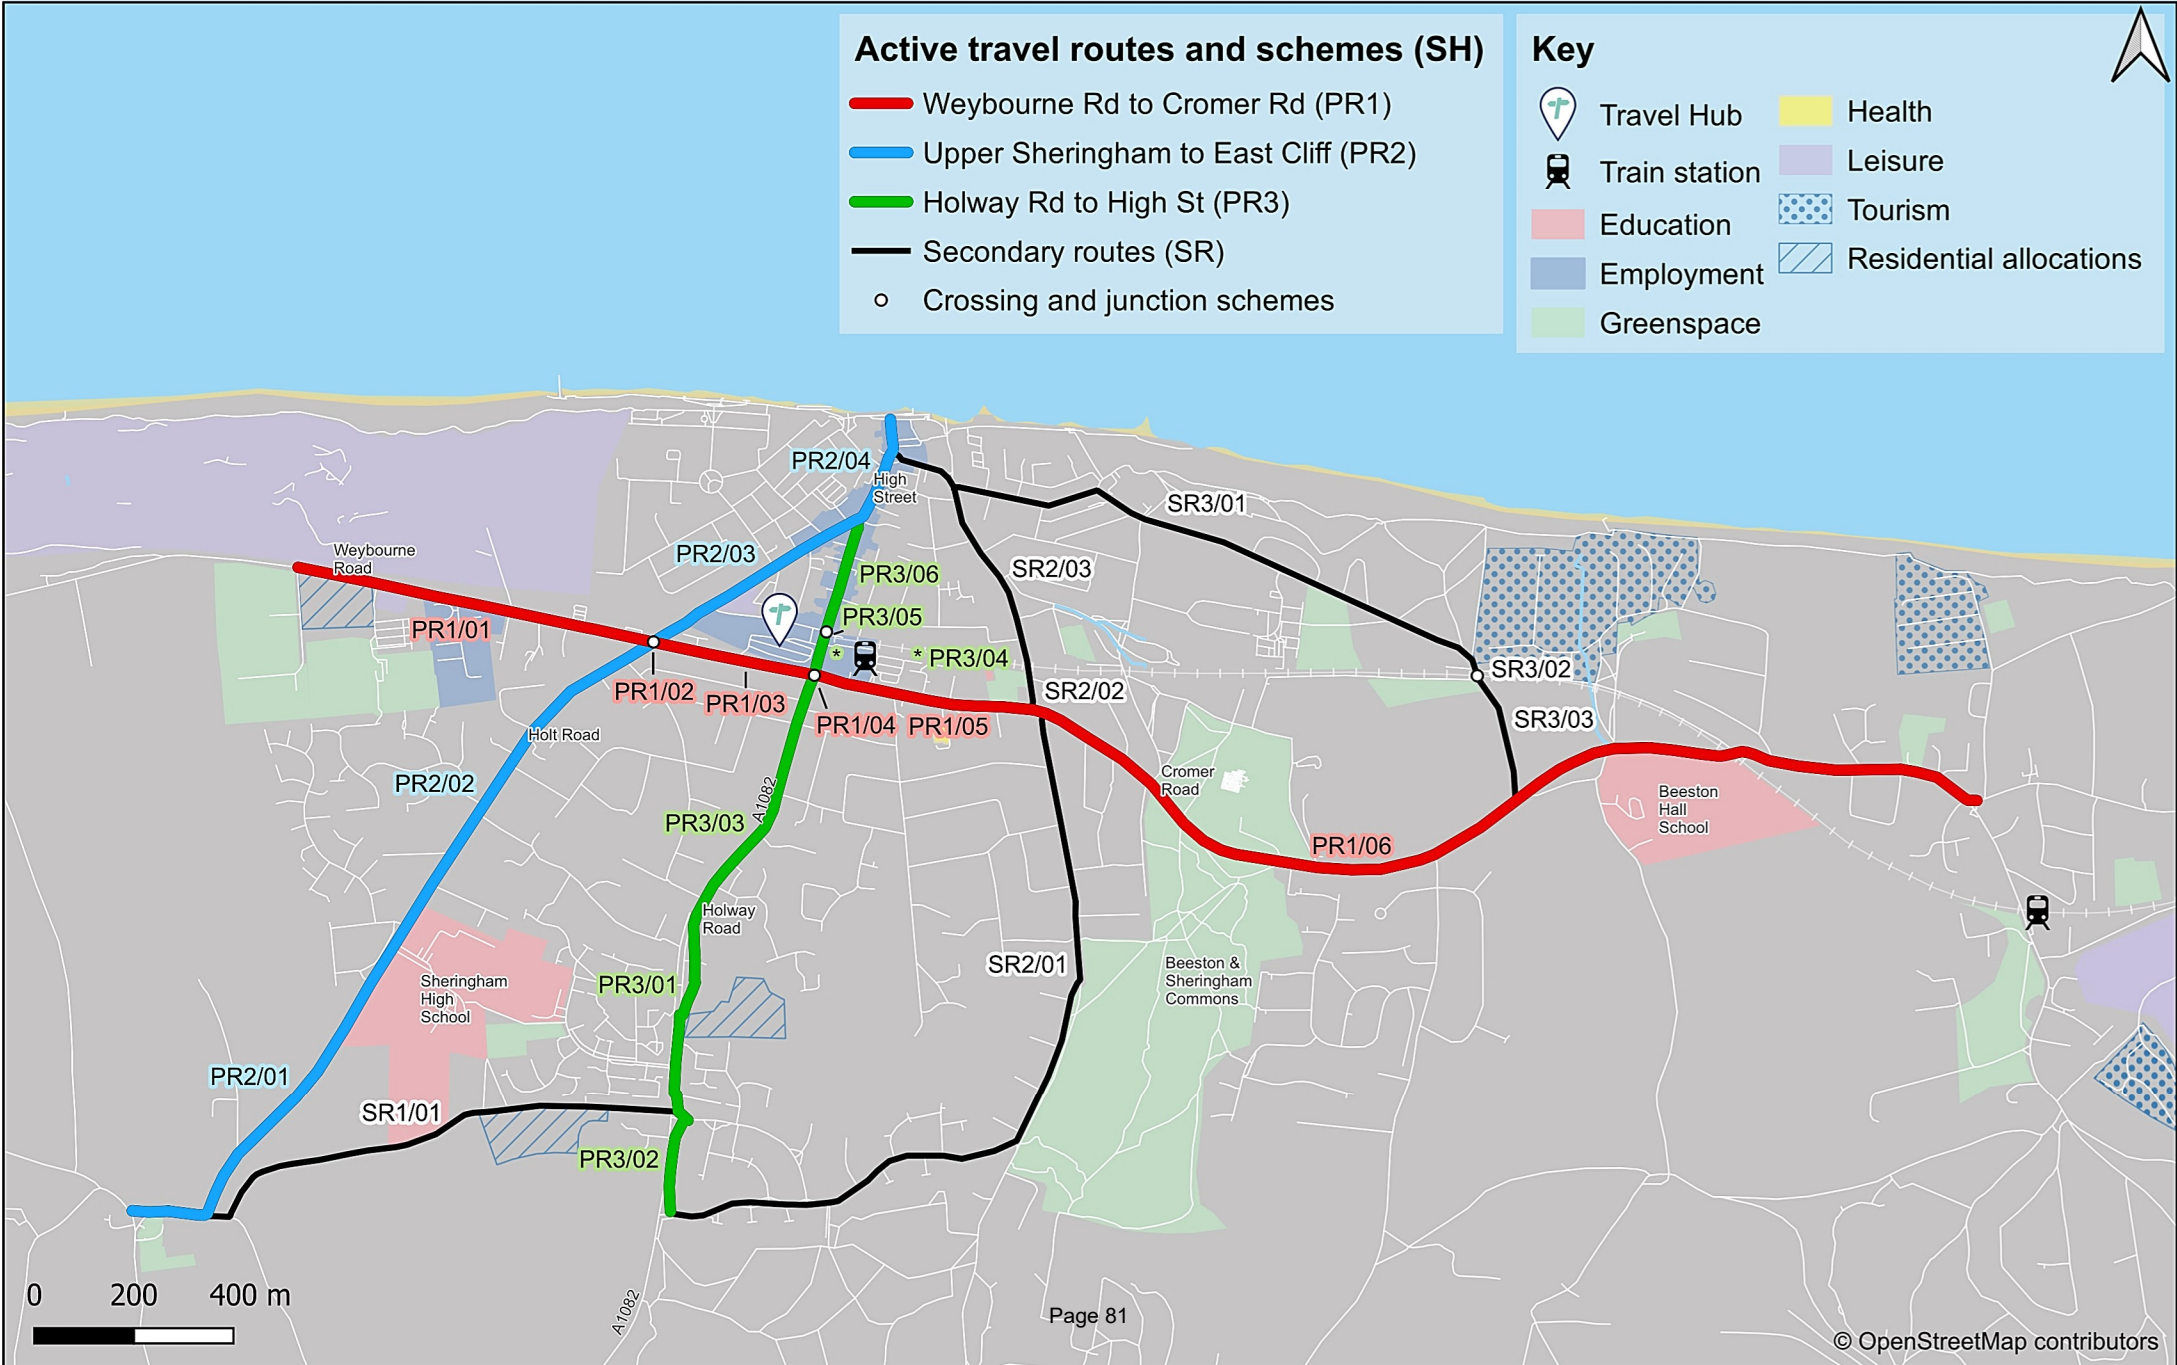 Active travel routes and schemes (SH)
Weybourne Rd to Cromer Rd (PR1)
Upper Sheringham to East Cliff (PR2)
Holway Rd to High St (PR3)
Secondary routes (SR)
Crossing and junction schemes
Key
Travel Hub
Train station
Education
Employment
Greenspace
Health
Leisure
Tourism
Residential allocations
PR2/04
High
Street
SR3/01
Weybourne
Road
PR2/03
PR3/06
SR2/03
PR3/05
PR1/01
*
* PR3/04
SR3/02
PR1/02
PR1/03
SR2/02
PR1/04
PR1/05
SR3/03
Holt Road
PR2/02
A1082
Cromer
Road
Beeston
Hall
School
PR3/03
PR1/06
Holway
Road
SR2/01
Beeston &
Sheringham
Commons
Sheringham
High
School
PR3/01
PR2/01
SR1/01
PR3/02
0 200 400 m
A1082
Page 81
© OpenStreetMap contributors